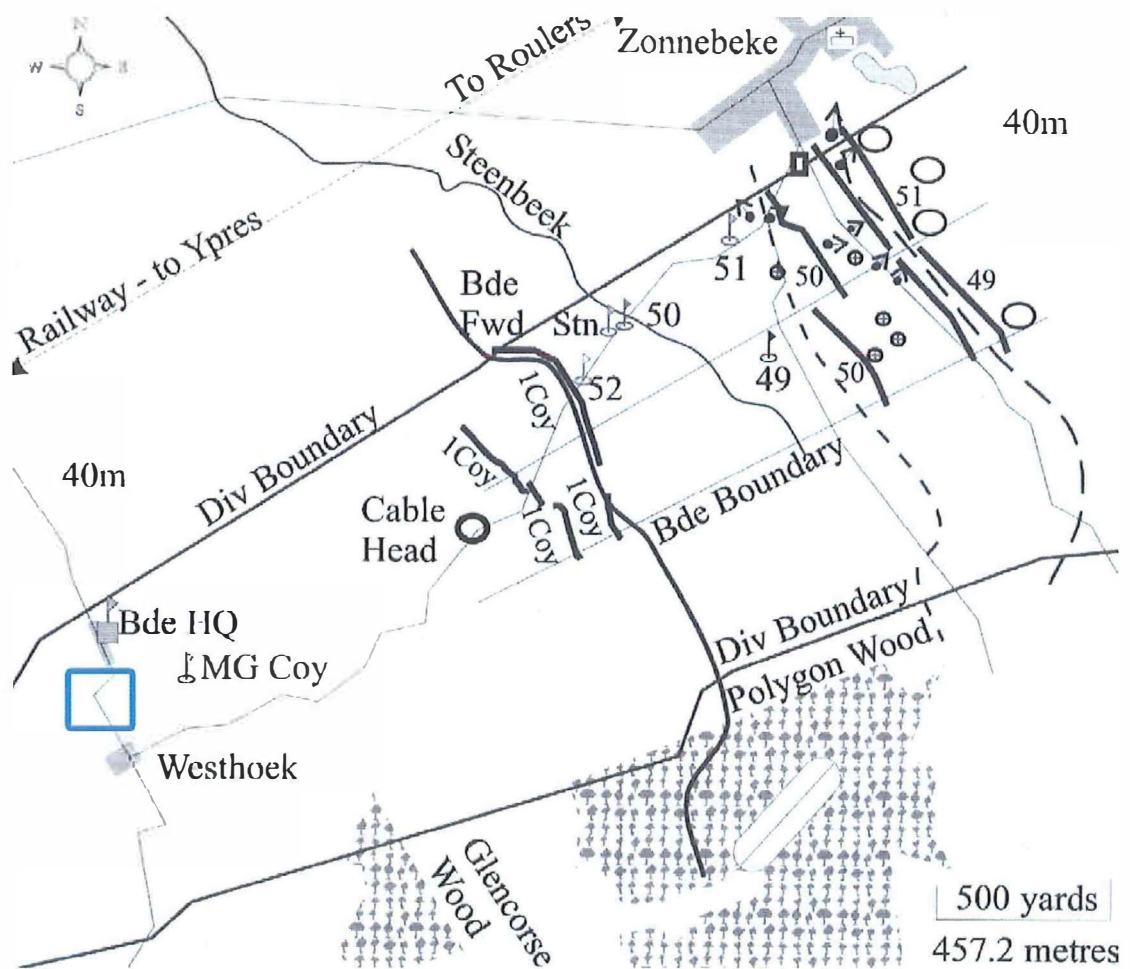 N
W
S
To Roulers
Zonnebeke
40m
Steenbeek
Railway - to Ypres
51
51
50
49
Bde
Fwd Stn
50
49
50
52
1Coy
1Coy
1Coy
1Coy
40m
Div Boundary
Cable
Head
Bde Boundary
Bde HQ
MG Coy
Div Boundary
Polygon Wood
Westhoek
Glencorse
Wood
500 yards
457.2 metres